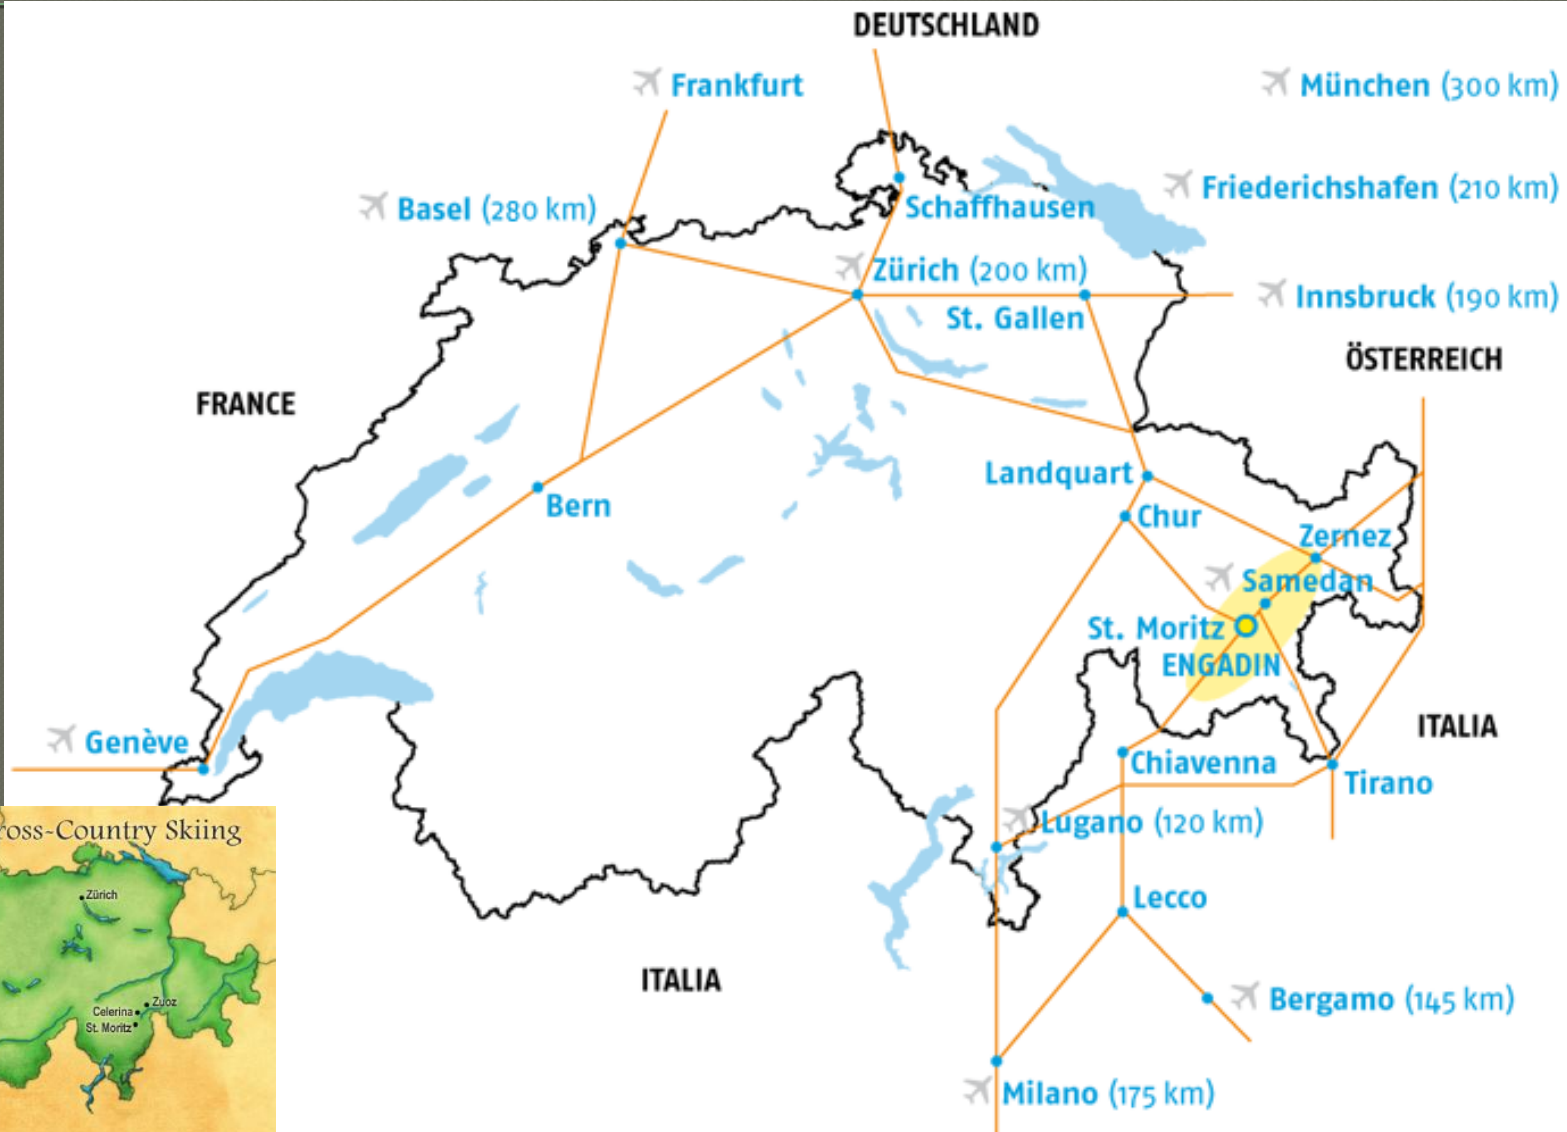 DEUTSCHLAND
Frankfurt
München (300 km)
Friederichshafen (210 km)
Basel (280 km)
Schaffhausen
Zürich (200 km)
St. Gallen
Innsbruck (190 km)
ÖSTERREICH
FRANCE
Landquart
Bern
Chur
Zernez
Samedan
St. Moritz
ENGADIN
ITALIA
Genève
Chiavenna
Tirano
Lugano (120 km)
Lecco
ITALIA
Bergamo (145 km)
Milano (175 km)
ross-Country Skiing
Zürich
Zuoz
Celerina
St. Moritz